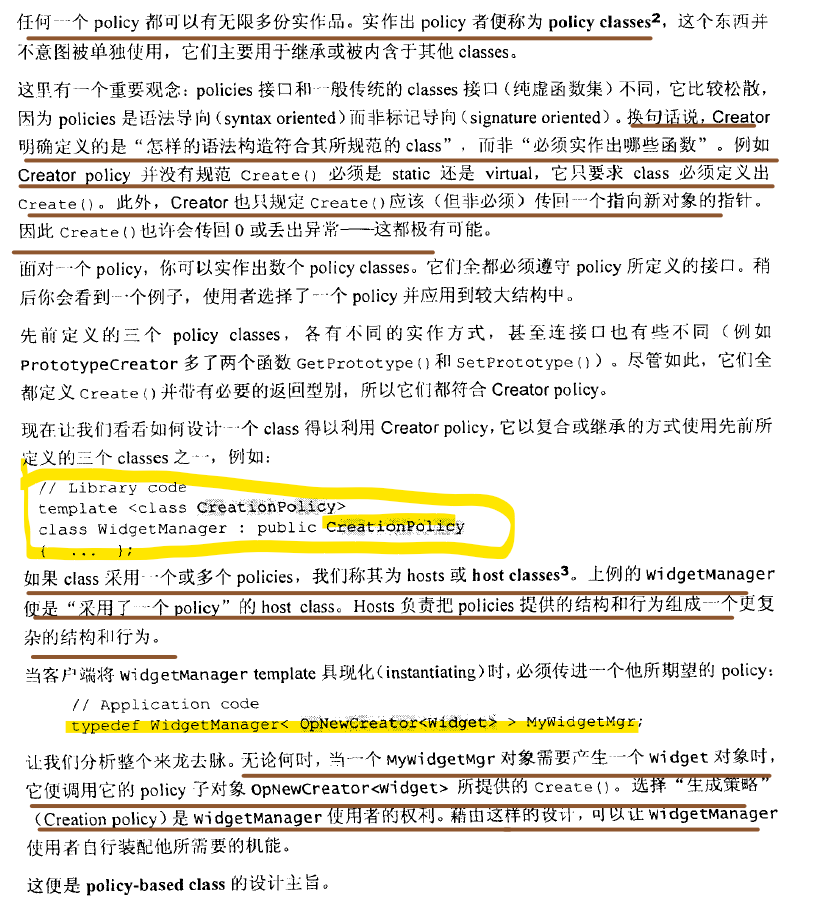 任何一个 policy 都可以有无限多份实作品。实作出 policy 者便称为 policy classes²，这个东西并
不意图被单独使用，它们主要用于继承或被内含于其他 classes。
这里有一个重要观念：policies 接口和一般传统的 classes 接口（纯虚函数集）不同，它比较松散，
因为 policies 是语法导向（syntax oriented）而非标记导向（signature oriented）。换句话说，Creator
明确定义的是“怎样的语法构造符合其所规范的 class”，而非“必须实作出哪些函数”。例如
Creator policy 并没有规范 Create() 必须是 static 还是 virtual，它只要求 class 必须定义出
Create()。此外，Creator 也只规定 Create()应该（但非必须）传回一个指向新对象的指针。
因此 Create()也许会传回 0 或丢出异常——这都极有可能。
面对一个 policy，你可以实作出数个 policy classes。它们全都必须遵守 policy 所定义的接口。稍
后你会看到一个例子，使用者选择了一个 policy 并应用到较大结构中。
先前定义的三个 policy classes，各有不同的实作方式，甚至连接口也有些不同（例如
PrototypeCreator 多了两个函数 GetPrototype()和 SetPrototype()）。尽管如此，它们全
都定义 Create()并带有必要的返回型别，所以它们都符合 Creator policy。
现在让我们看看如何设计一个 class 得以利用 Creator policy，它以复合或继承的方式使用先前所
定义的三个 classes 之一，例如：
// Library code
template <class CreationPolicy>
class WidgetManager : public CreationPolicy
{ ... };
如果 class 采用一个或多个 policies，我们称其为 hosts 或 host classes³。上例的 WidgetManager
便是“采用了一个 policy”的 host class。Hosts 负责把 policies 提供的结构和行为组成一个更复
杂的结构和行为。
当客户端将 WidgetManager template 具现化（instantiating）时，必须传进一个他所期望的 policy：
// Application code
typedef WidgetManager< OpNewCreator<Widget> > MyWidgetMgr;
让我们分析整个来龙去脉。无论何时，当一个 MyWidgetMgr 对象需要产生一个 Widget 对象时，
它便调用它的 policy 子对象 OpNewCreator<Widget> 所提供的 Create()。选择“生成策略”
（Creation policy）是 WidgetManager 使用者的权利。藉由这样的设计，可以让 WidgetManager
使用者自行装配他所需要的机能。
这便是 policy-based class 的设计主旨。